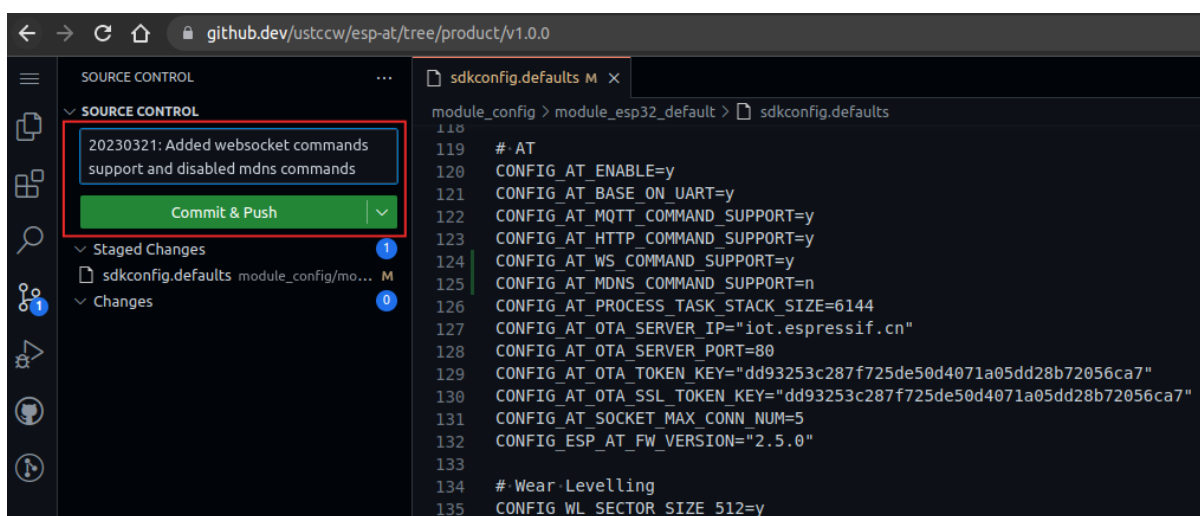 github.dev/ustccw/esp-at/tree/product/v1.0.0
SOURCE CONTROL
SOURCE CONTROL
20230321: Added websocket commands
support and disabled mdns commands
Commit & Push
Staged Changes 1
sdkconfig.defaults module_config/mo... M
Changes 0
1
sdkconfig.defaults M
module_config > module_esp32_default > sdkconfig.defaults
118
119 # AT
120 CONFIG_AT_ENABLE=y
121 CONFIG_AT_BASE_ON_UART=y
122 CONFIG_AT_MQTT_COMMAND_SUPPORT=y
123 CONFIG_AT_HTTP_COMMAND_SUPPORT=y
124 CONFIG_AT_WS_COMMAND_SUPPORT=y
125 CONFIG_AT_MDNS_COMMAND_SUPPORT=n
126 CONFIG_AT_PROCESS_TASK_STACK_SIZE=6144
127 CONFIG_AT_OTA_SERVER_IP="iot.espressif.cn"
128 CONFIG_AT_OTA_SERVER_PORT=80
129 CONFIG_AT_OTA_TOKEN_KEY="dd93253c287f725de50d4071a05dd28b72056ca7"
130 CONFIG_AT_OTA_SSL_TOKEN_KEY="dd93253c287f725de50d4071a05dd28b72056ca7"
131 CONFIG_AT_SOCKET_MAX_CONN_NUM=5
132 CONFIG_ESP_AT_FW_VERSION="2.5.0"
133
134 # Wear Levelling
135 CONFIG_WL_SECTOR_SIZE_512=y